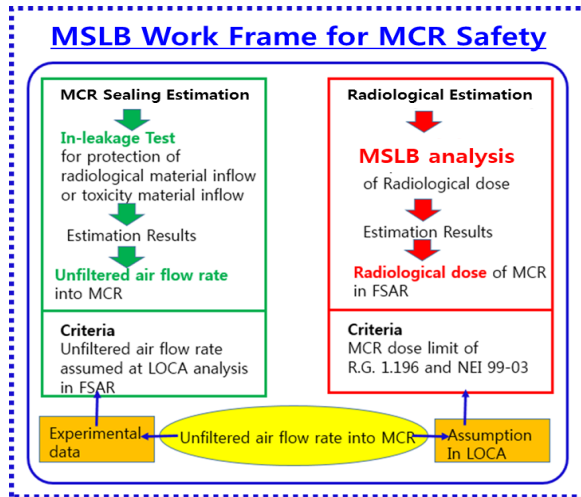 MSLB Work Frame for MCR Safety
MCR Sealing Estimation
In-leakage Test
for protection of
radiological material inflow
or toxicity material inflow
Estimation Results
Unfiltered air flow rate
into MCR
Criteria
Unfiltered air flow rate
assumed at LOCA analysis
in FSAR
Radiological Estimation
MSLB analysis
of Radiological dose
Estimation Results
Radiological dose of MCR
in FSAR
Criteria
MCR dose limit of
R.G. 1.196 and NEI 99-03
Experimental
data
Unfiltered air flow rate into MCR
Assumption
In LOCA